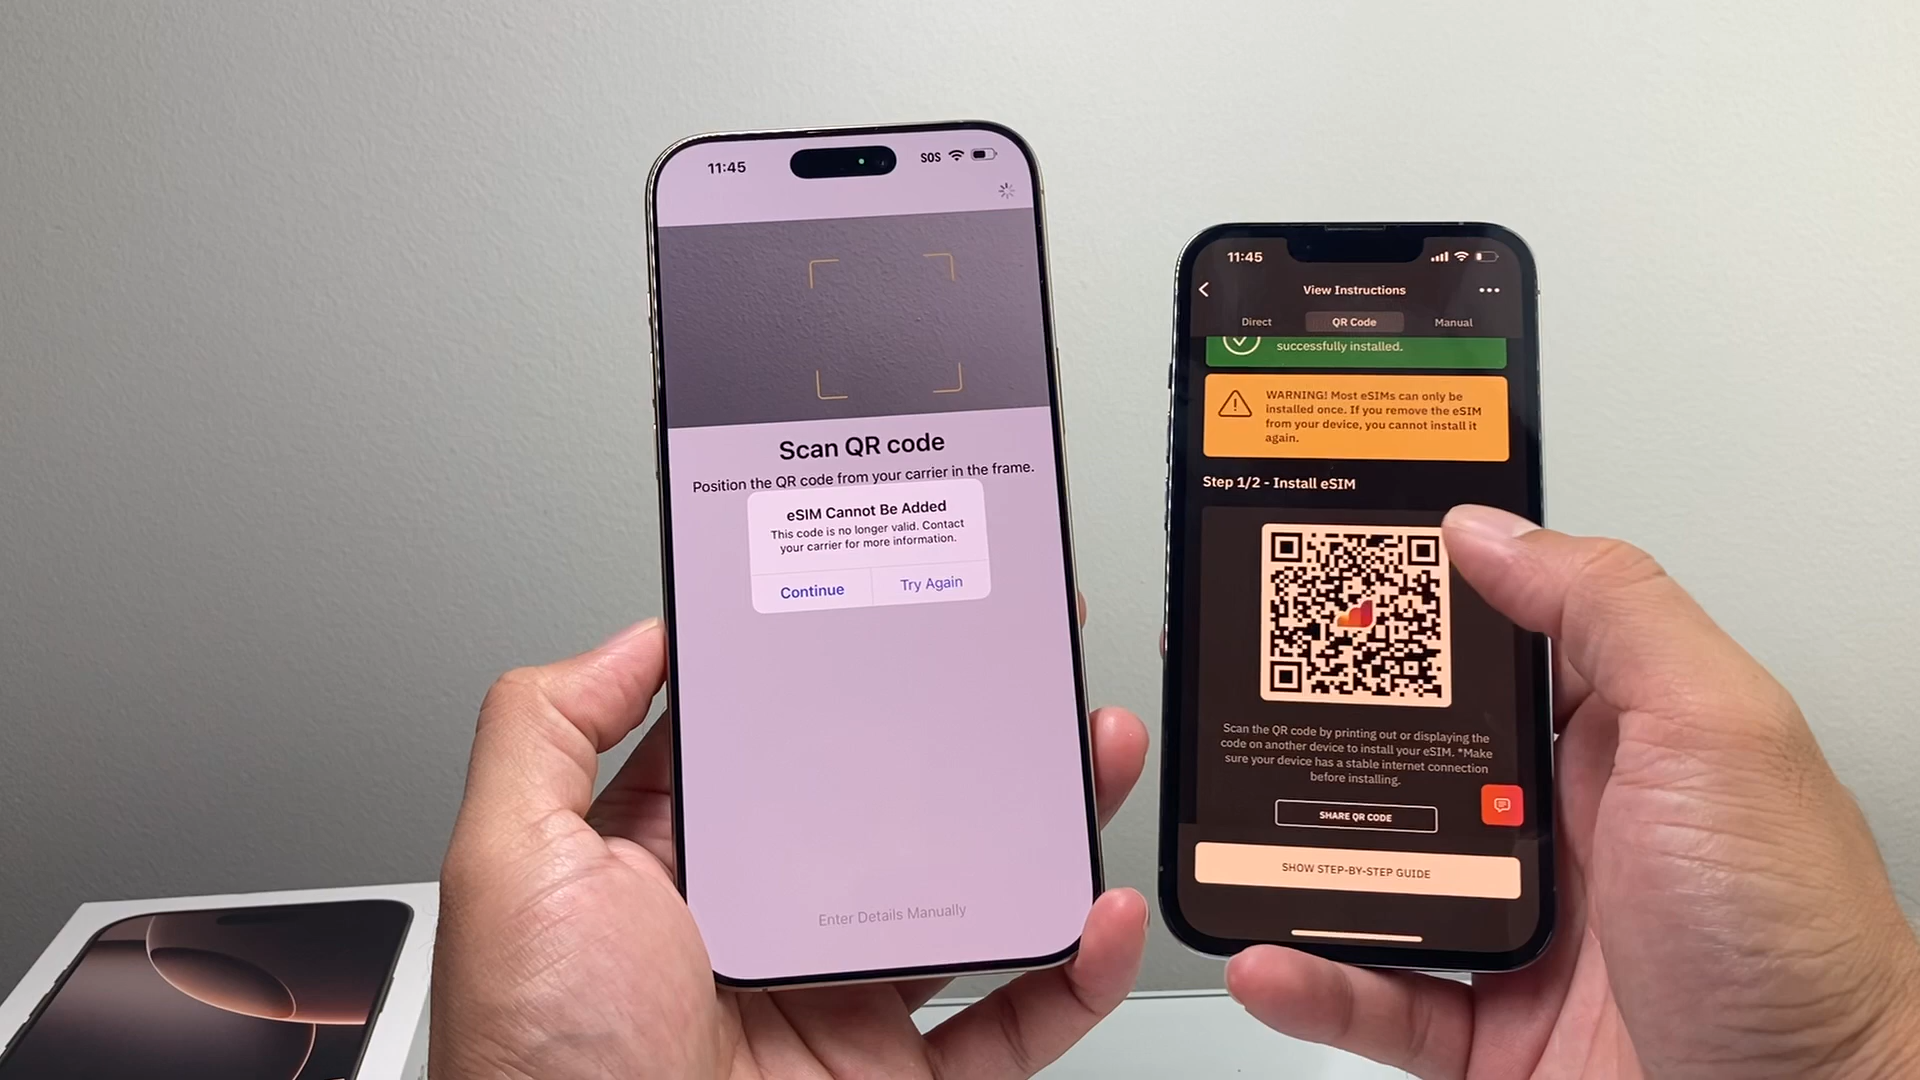 11:45
SOS
Scan QR code
Position the QR code from your carrier in the frame.
eSIM Cannot Be Added
This code is no longer valid. Contact
your carrier for more information.
Continue
Try Again
Enter Details Manually
11:45
View Instructions
Direct
QR Code
Manual
successfully installed.
WARNING! Most eSIMs can only be
installed once. If you remove the eSIM
from your device, you cannot install it
again.
Step 1/2 - Install eSIM
Scan the QR code by printing out or displaying the
code on another device to install your eSIM. *Make
sure your device has a stable internet connection
before installing.
SHARE QR CODE
SHOW STEP-BY-STEP GUIDE